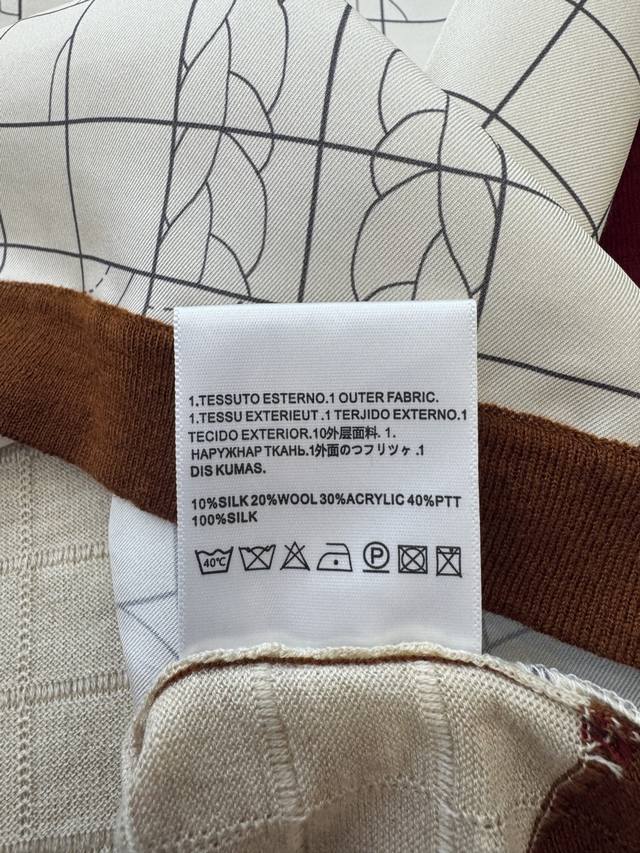 1.TESSUTO ESTERNO.1 OUTER FABRIC.
1.TESSU EXTERIEUT .1 TERJIDO EXTERNO.1
TECIDO EXTERIOR.10外层面料. 1.
НАРУЖНАР ТКАНЬ.1外面のつフリツヶ .1
DIS KUMAS.
10%SILK 20%WOOL 30%ACRYLIC 40%PTT
100%SILK
40℃ P